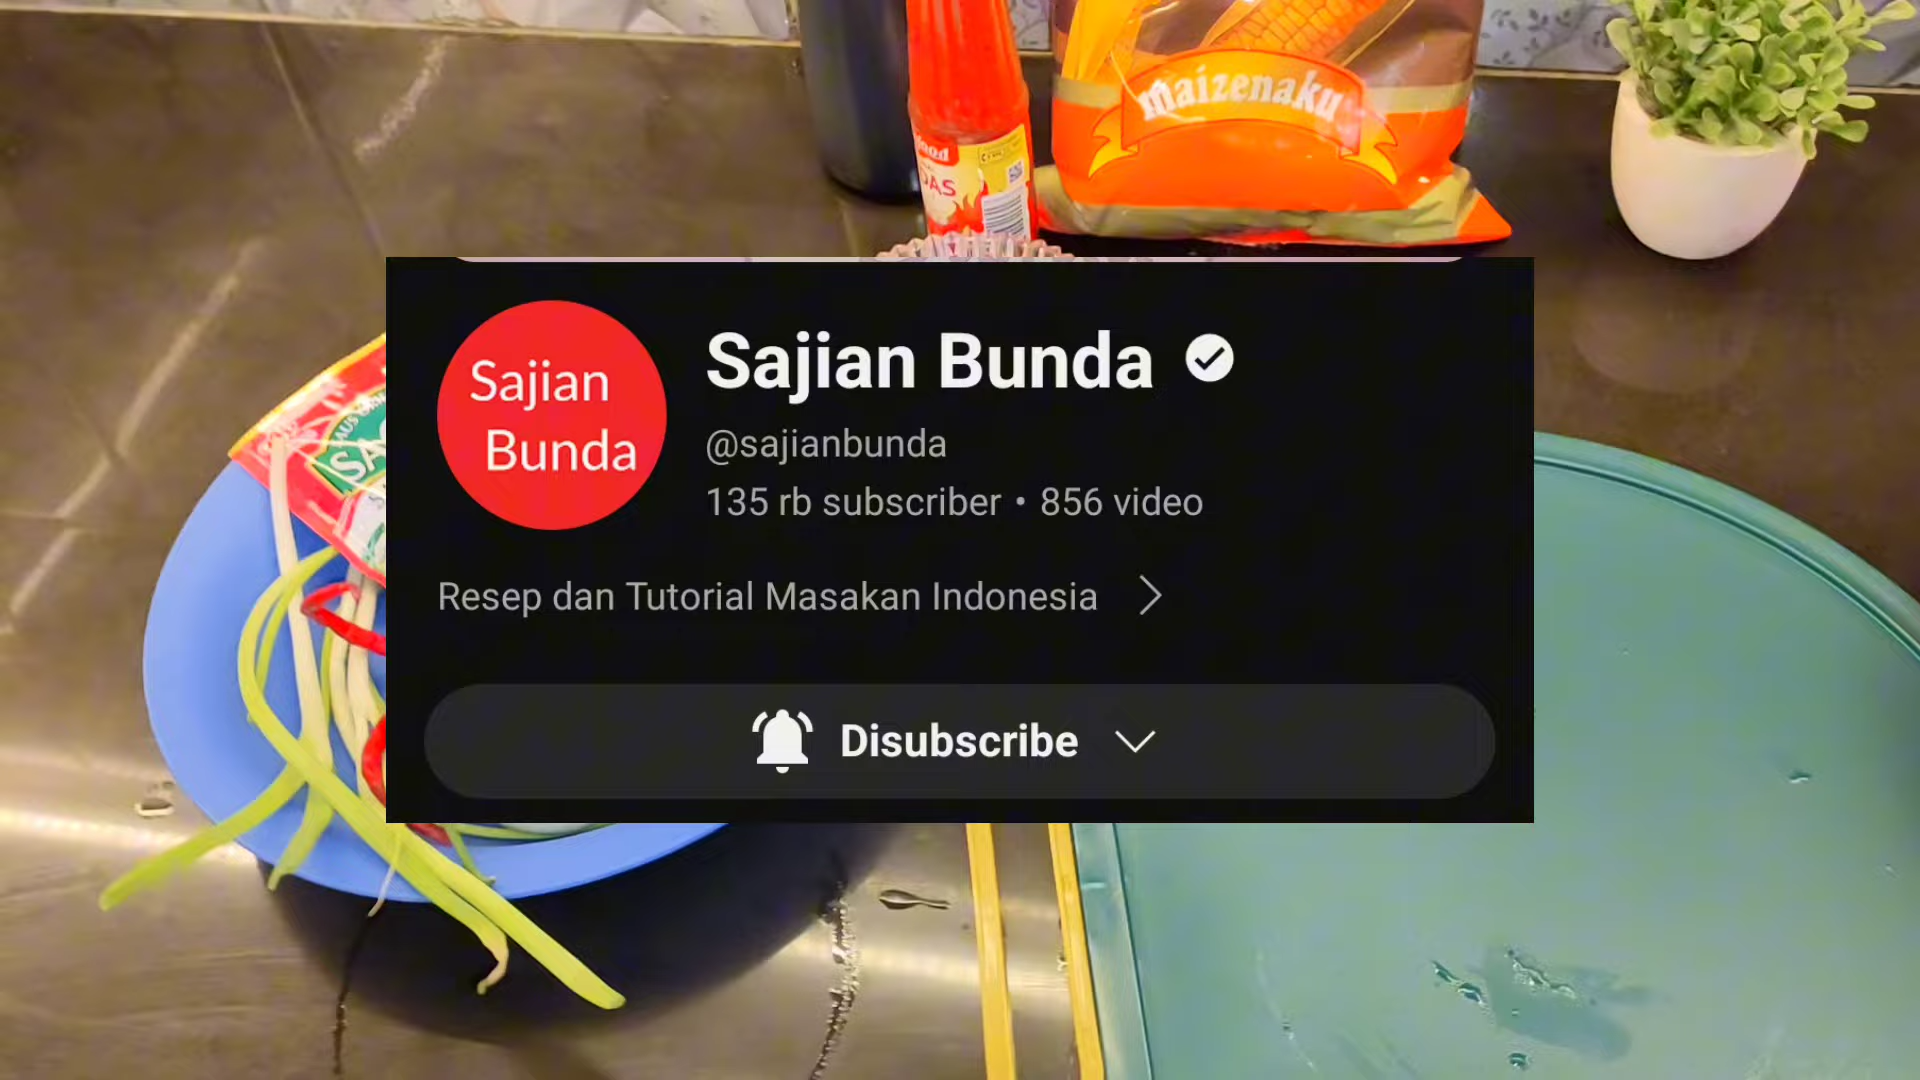 maizenaku
Sajian
Bunda
Sajian Bunda
@sajianbunda
135 rb subscriber • 856 video
Resep dan Tutorial Masakan Indonesia
Disubscribe